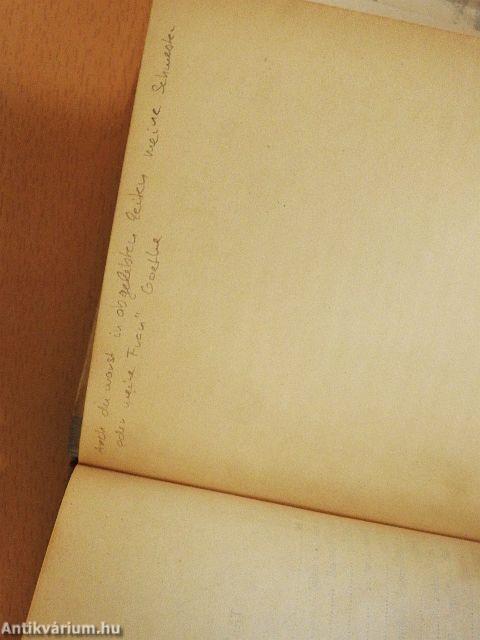 Ach du warst in abgelebten Zeiten meine Schwester
oder meine Frau" Goethe
Antikvárium.hu